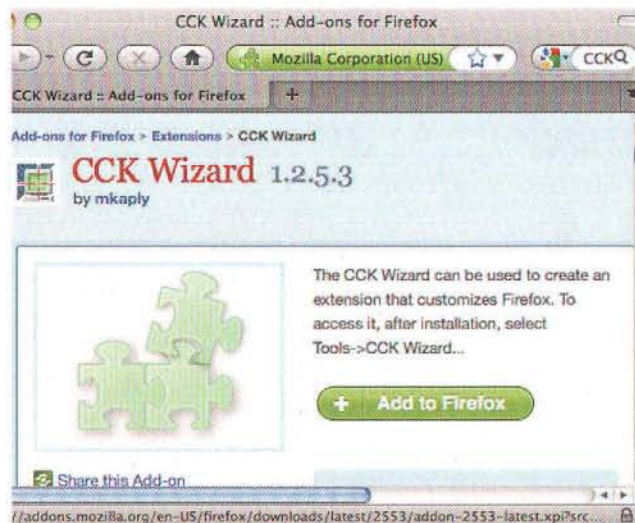 CCK Wizard :: Add-ons for Firefox
Mozilla Corporation (US)
CCK
CCK Wizard :: Add-ons for Firefox
Add-ons for Firefox > Extensions > CCK Wizard
CCK Wizard 1.2.5.3
by mkaply
The CCK Wizard can be used to create an
extension that customizes Firefox. To
access it, after installation, select
Tools->CCK Wizard...
+ Add to Firefox
Share this Add-on
//addons.mozilla.org/en-US/firefox/downloads/latest/2553/addon-2553-latest.xpi?src...